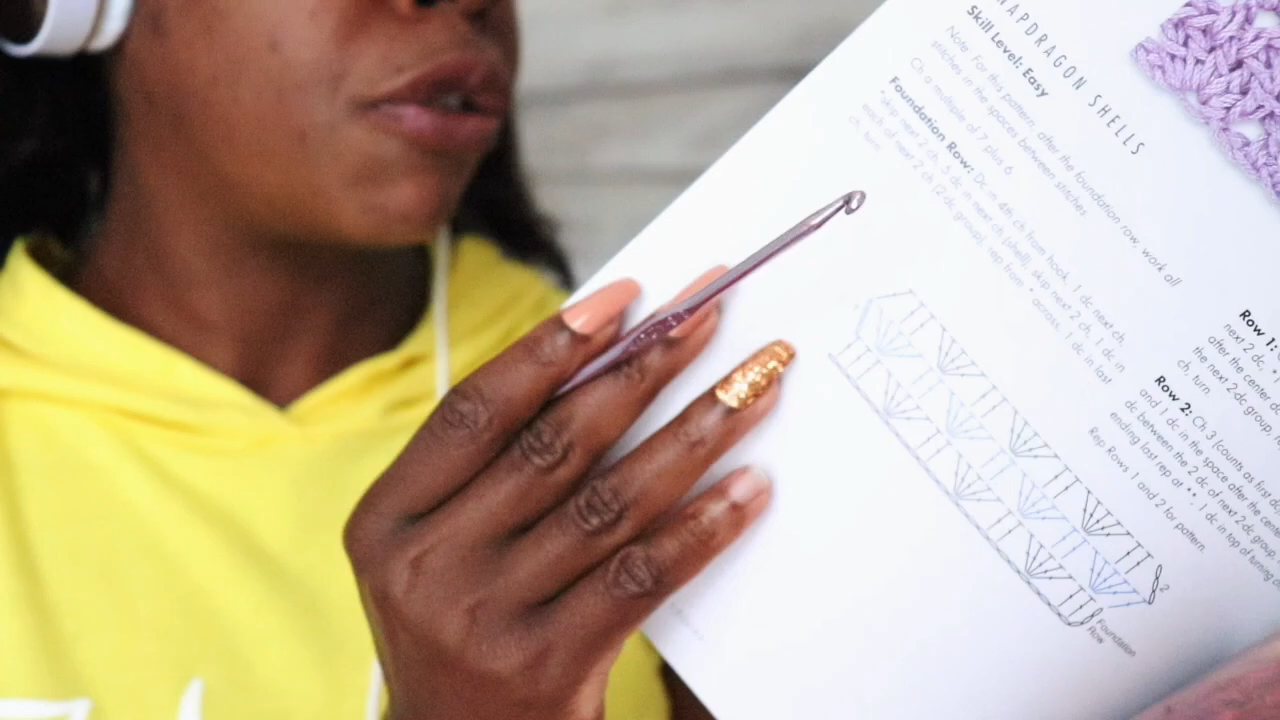 NAPDRAGON SHELLS
Skill Level: Easy
Note: For this pattern, after the foundation row, work all
stitches in the spaces between stitches.
Ch a multiple of 7 plus 6.
Foundation Row: Dc in 4th ch from hook, 1 dc next ch,
*skip next 2 ch, 5 dc in next ch (shell), skip next 2 ch, 1 dc in
each of next 2 ch (2-dc group), rep from * across, 1 dc in last
ch, turn.
Row 1:
next 2 dc, *
after the center d
the next 2-dc group,
ch, turn.
Row 2: Ch 3 (counts as first d
and 1 dc in the space after the cente
dc between the 2 dc of next 2-dc group,
ending last rep at **, 1 dc in top of turning
Rep Rows 1 and 2 for pattern.
2
Foundation
Row